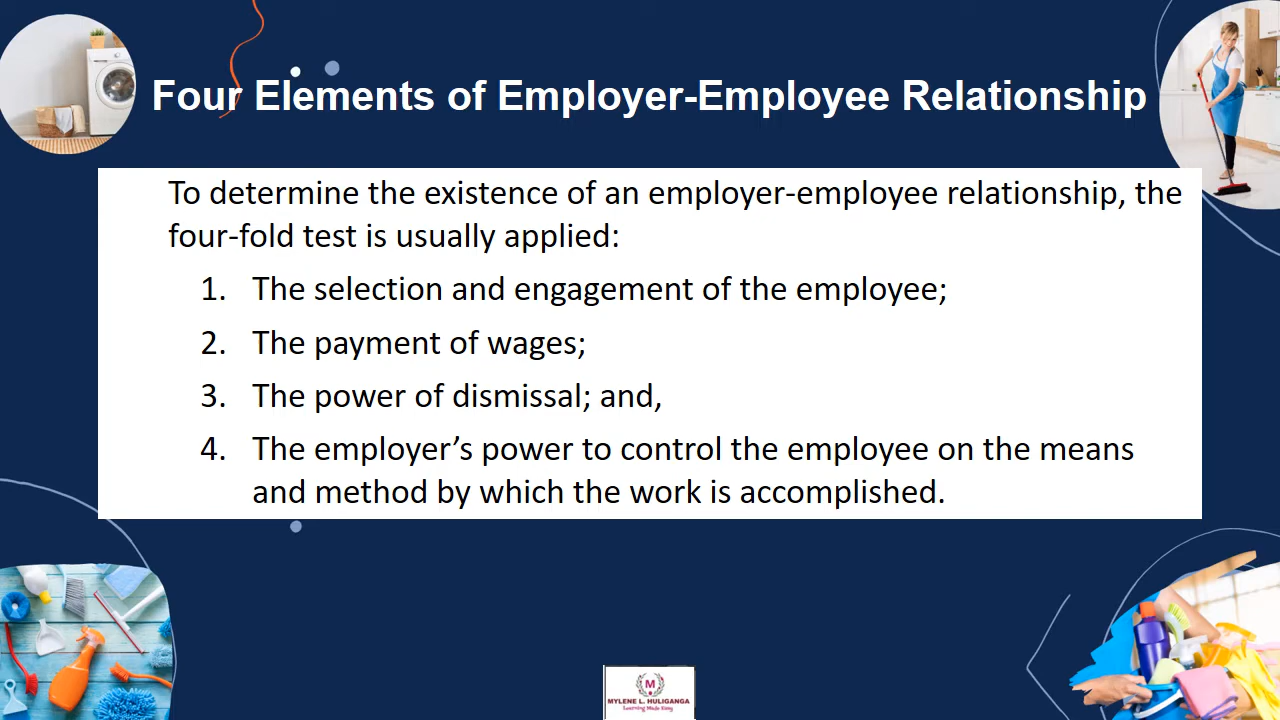 Four Elements of Employer-Employee Relationship
To determine the existence of an employer-employee relationship, the
four-fold test is usually applied:
1. The selection and engagement of the employee;
2. The payment of wages;
3. The power of dismissal; and,
4. The employer’s power to control the employee on the means
and method by which the work is accomplished.
M
MYLENE L. HULIGANGA
Learning Made Easy